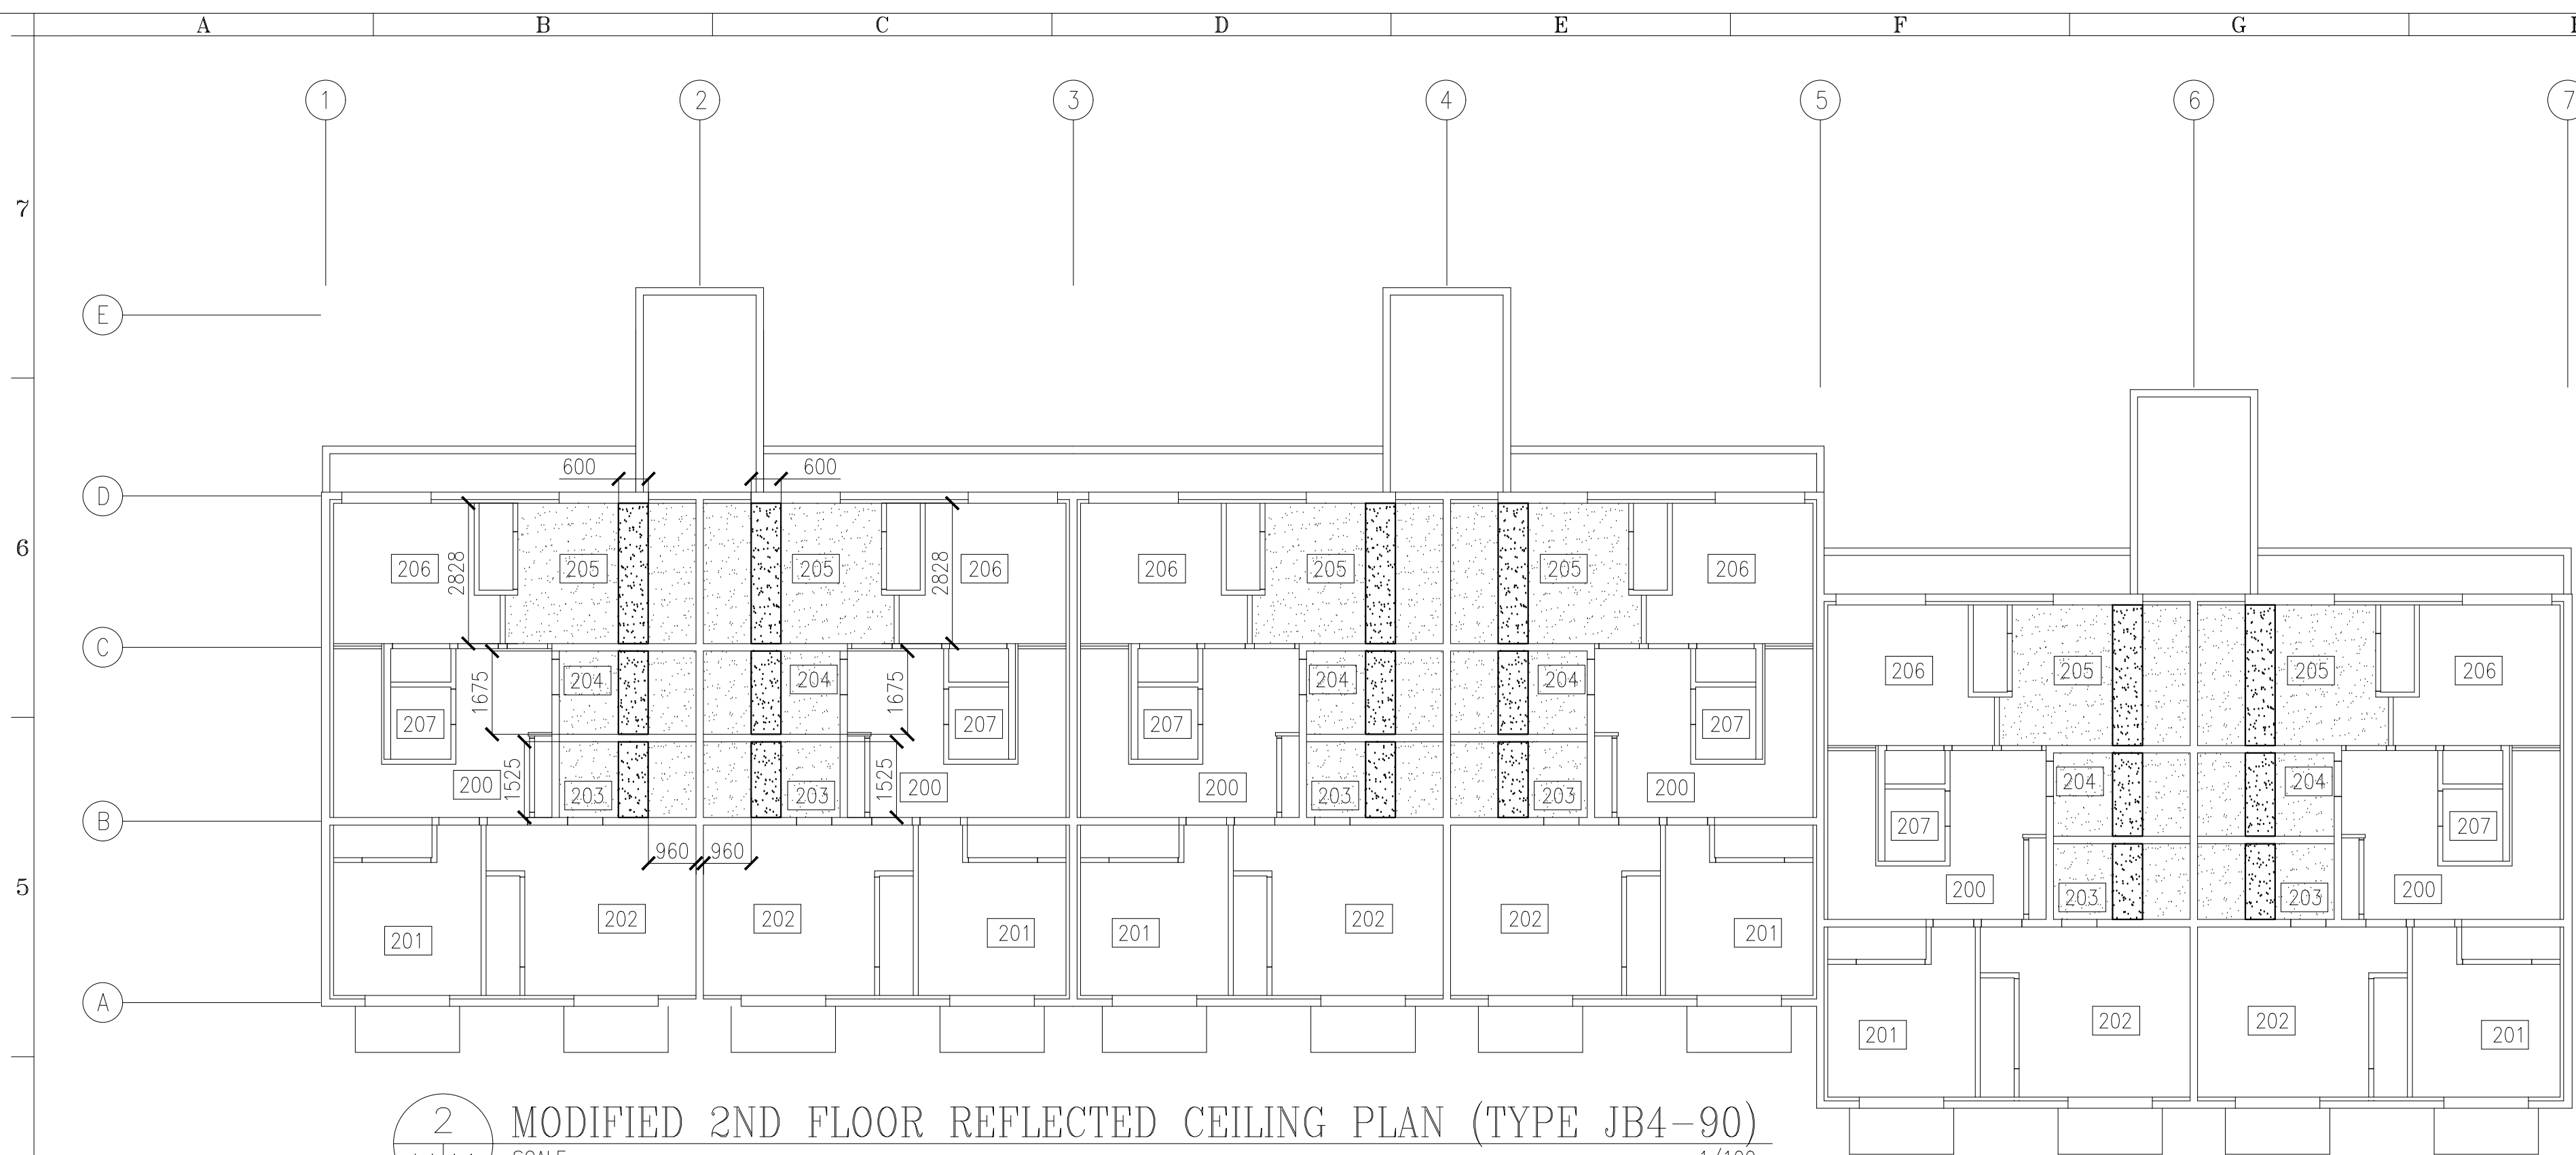 A B C D E F G
1 2 3 4 5 6 7
7
E
D
600 600
6
206 2828 205 205 2828 206 206 205 205 206
C
206 205 205 206
1675 204 204 1675 204 204
207 207 207 207
204 204
200 1525 203 203 1525 200 200 203 203 200
207 207
B
960 960
5
200 203 203 200
201 202 202 201 201 202 202 201
A
201 202 202 201
2 MODIFIED 2ND FLOOR REFLECTED CEILING PLAN (TYPE JB4-90)
SCALE 1/100